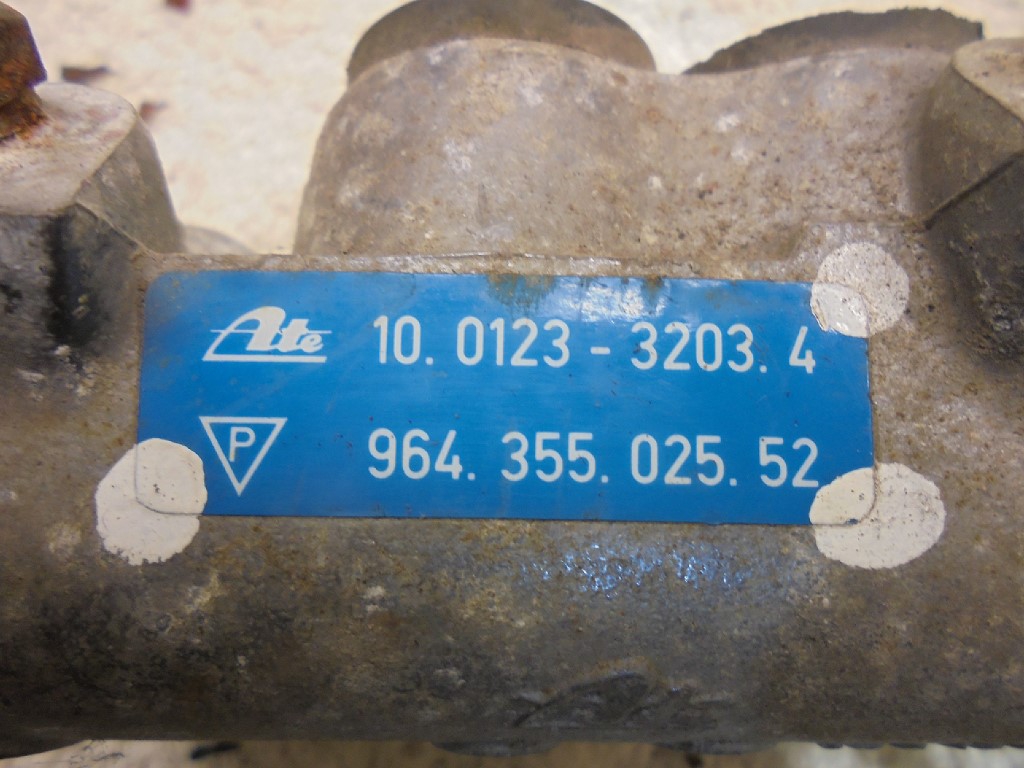 Ate 10. 0123 - 3203. 4
P 964. 355. 025. 52